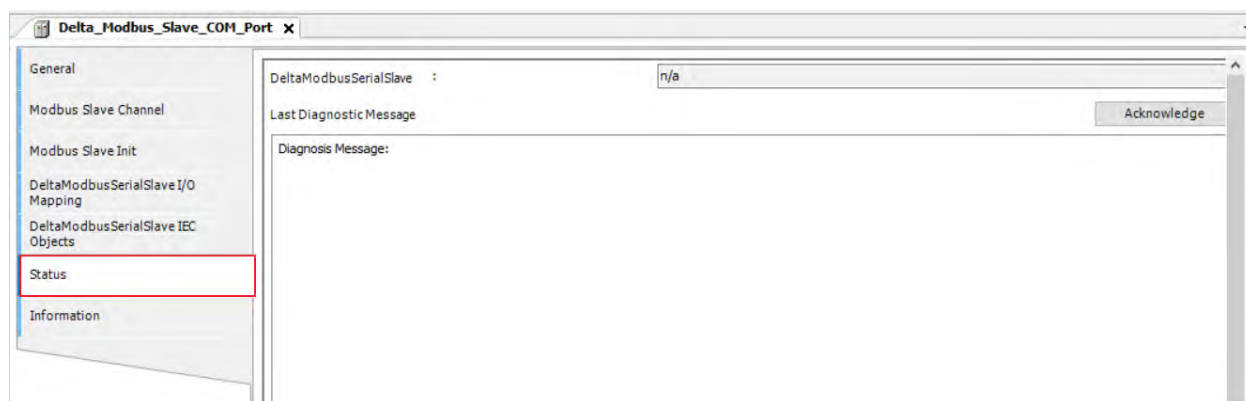 Delta_Modbus_Slave_COM_Port X
General
Modbus Slave Channel
Modbus Slave Init
DeltaModbusSerialSlave I/O
Mapping
DeltaModbusSerialSlave IEC
Objects
Status
Information
DeltaModbusSerialSlave : n/a
Last Diagnostic Message Acknowledge
Diagnosis Message: